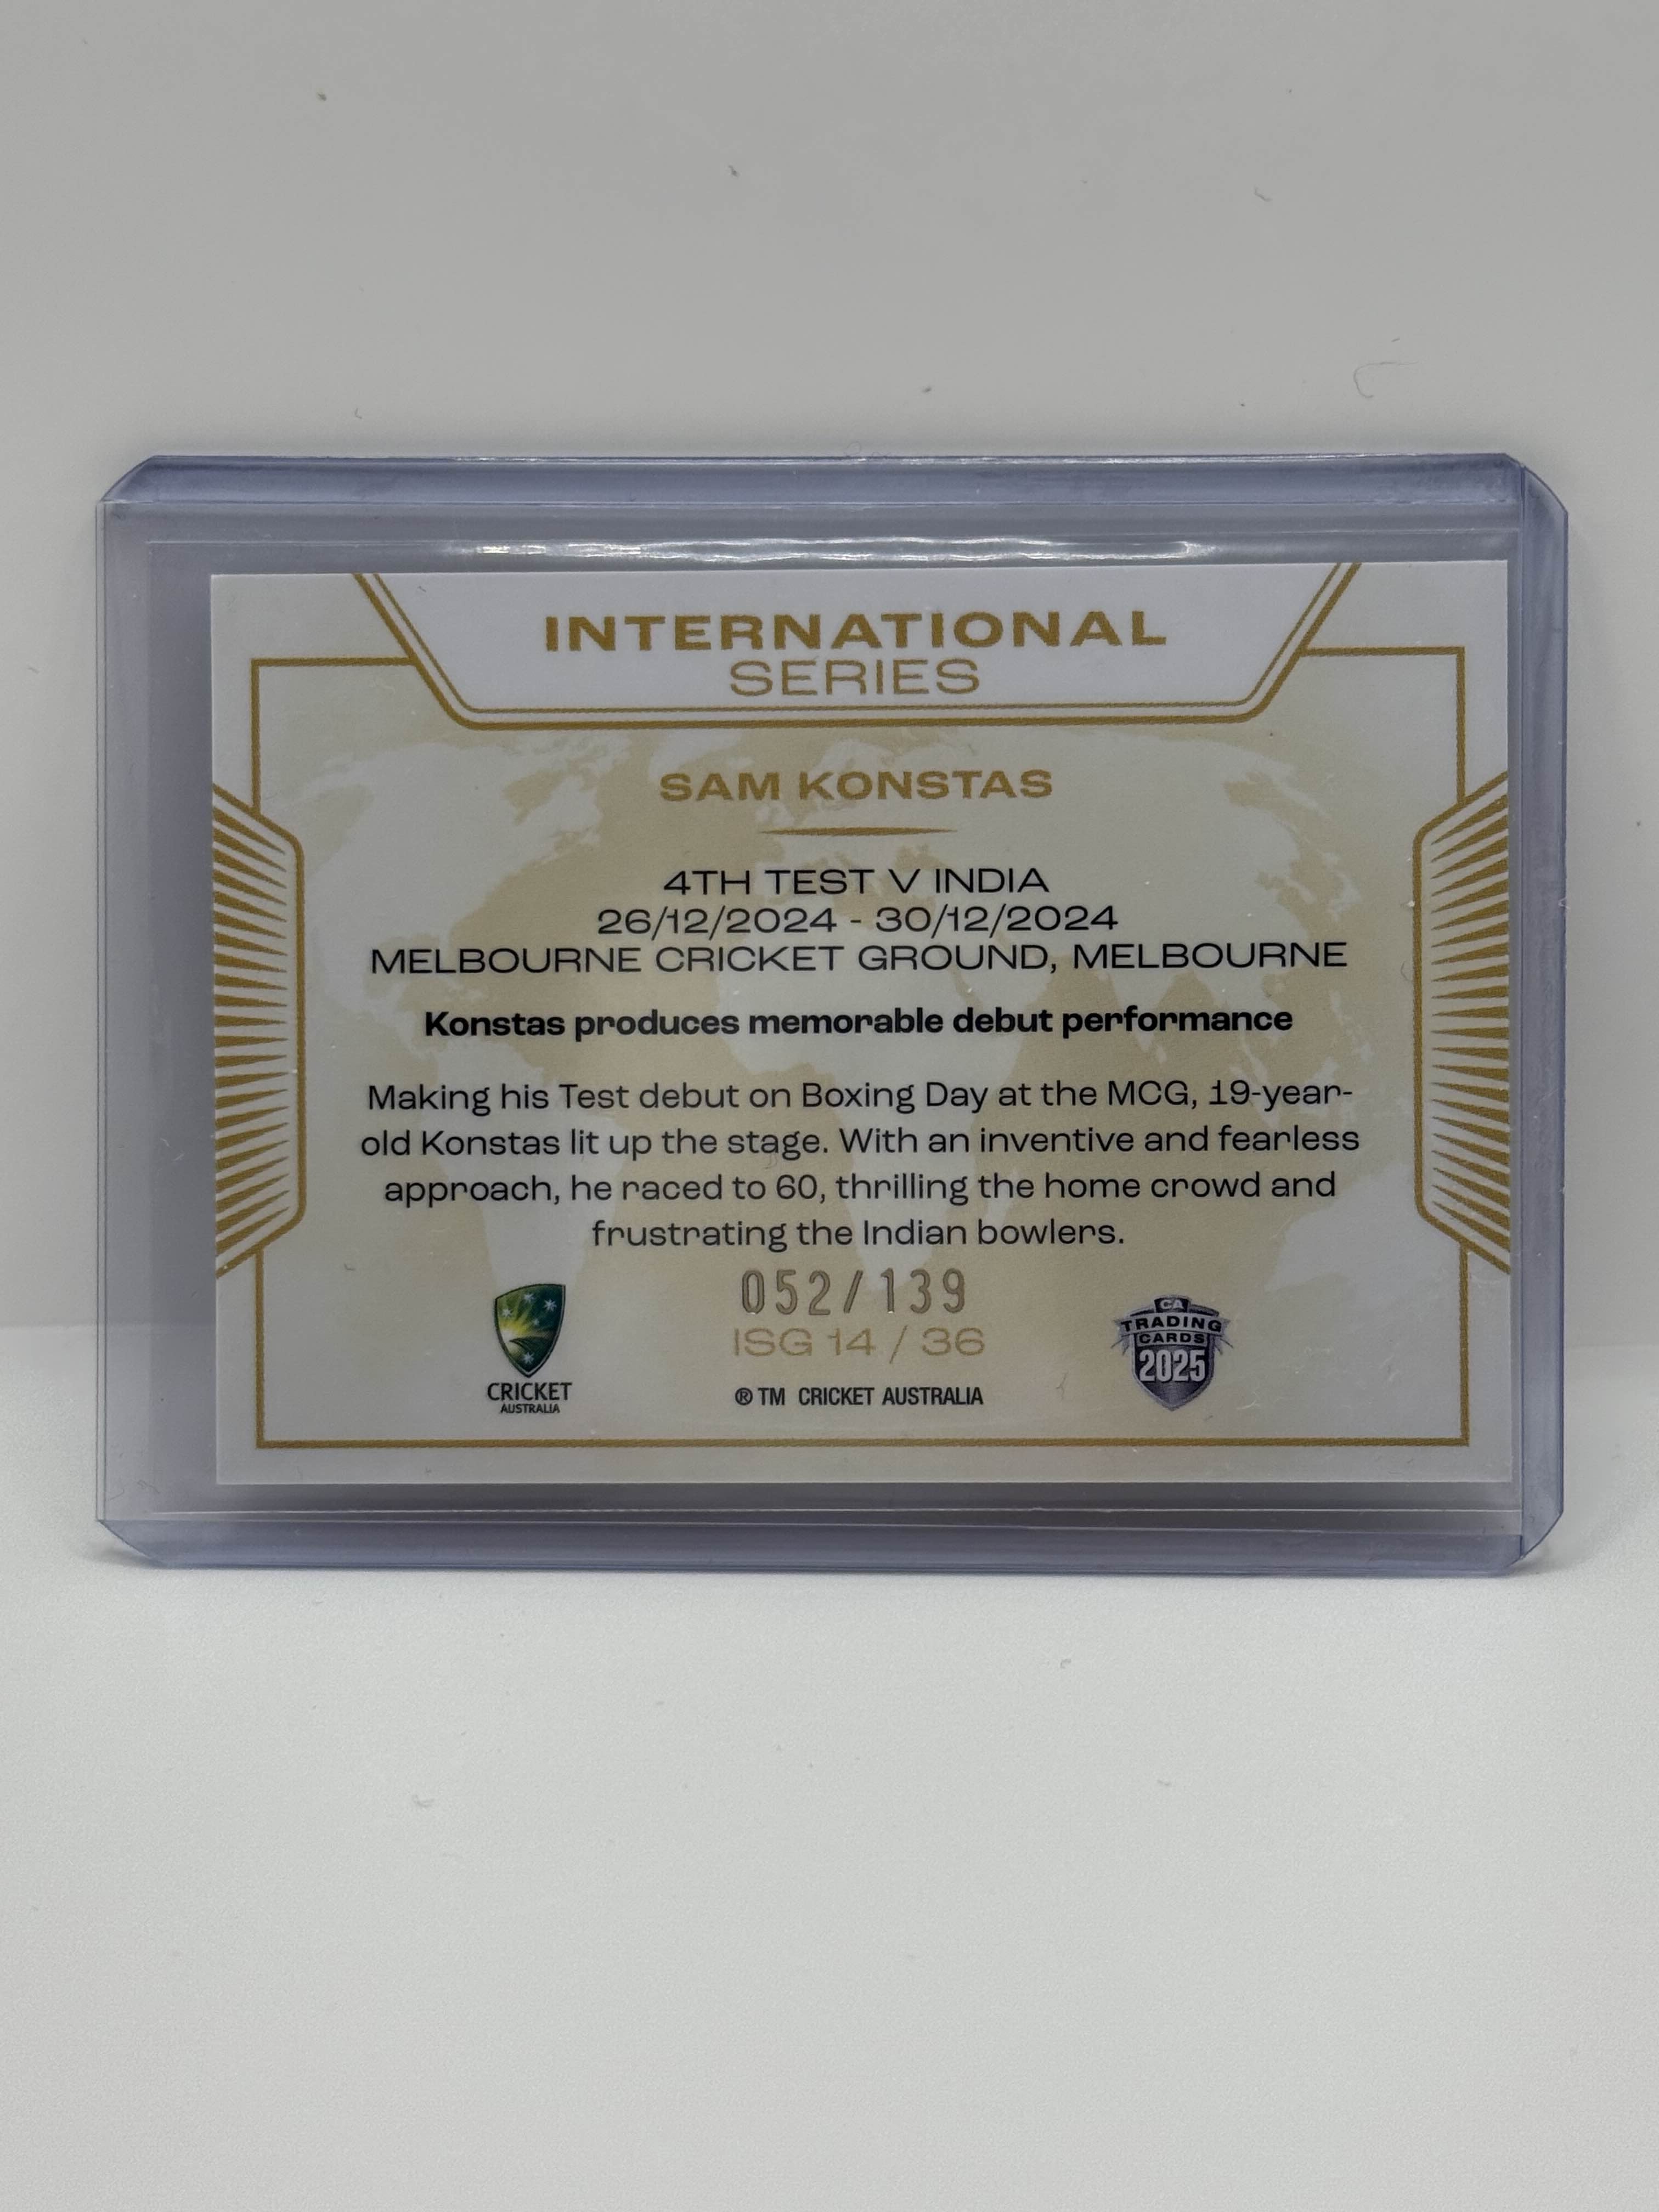 INTERNATIONAL
SERIES
SAM KONSTAS
4TH TEST V INDIA
26/12/2024 - 30/12/2024
MELBOURNE CRICKET GROUND, MELBOURNE
Konstas produces memorable debut performance
Making his Test debut on Boxing Day at the MCG, 19-year-
old Konstas lit up the stage. With an inventive and fearless
approach, he raced to 60, thrilling the home crowd and
frustrating the Indian bowlers.
052/139
ISG 14 / 36
® TM CRICKET AUSTRALIA
CRICKET
AUSTRALIA
CA
TRADING
CARDS
2025